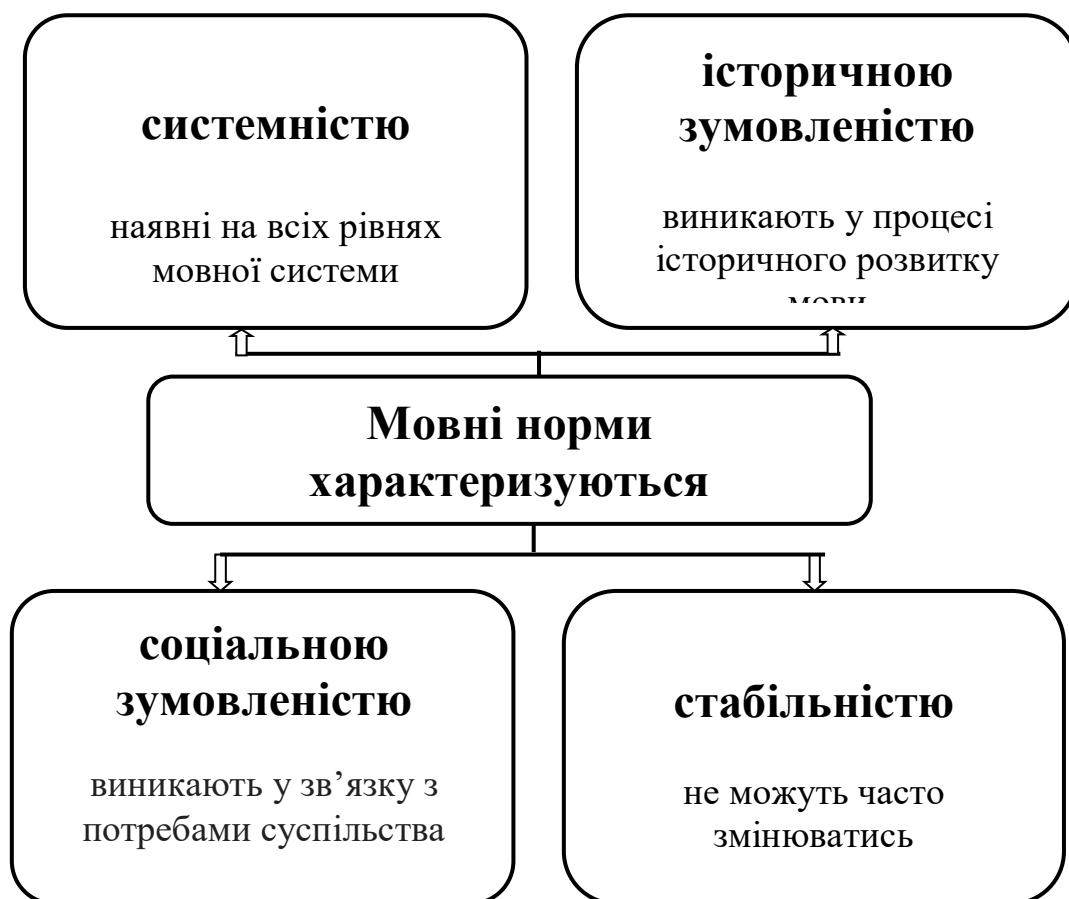 системністю
наявні на всіх рівнях
мовної системи
історичною
зумовленістю
виникають у процесі
історичного розвитку
мови
Мовні норми
характеризуються
соціальною
зумовленістю
виникають у зв’язку з
потребами суспільства
стабільністю
не можуть часто
змінюватись